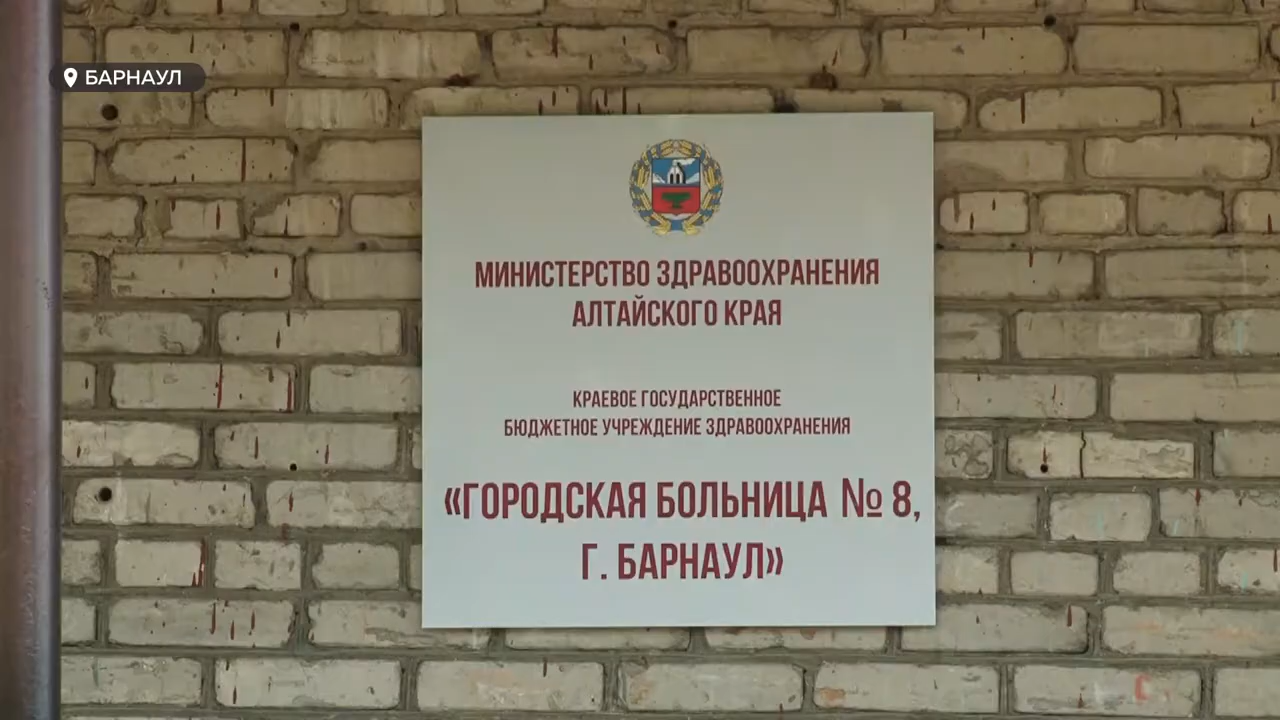 БАРНАУЛ
МИНИСТЕРСТВО ЗДРАВООХРАНЕНИЯ
АЛТАЙСКОГО КРАЯ
КРАЕВОЕ ГОСУДАРСТВЕННОЕ
БЮДЖЕТНОЕ УЧРЕЖДЕНИЕ ЗДРАВООХРАНЕНИЯ
«ГОРОДСКАЯ БОЛЬНИЦА № 8,
Г. БАРНАУЛ»